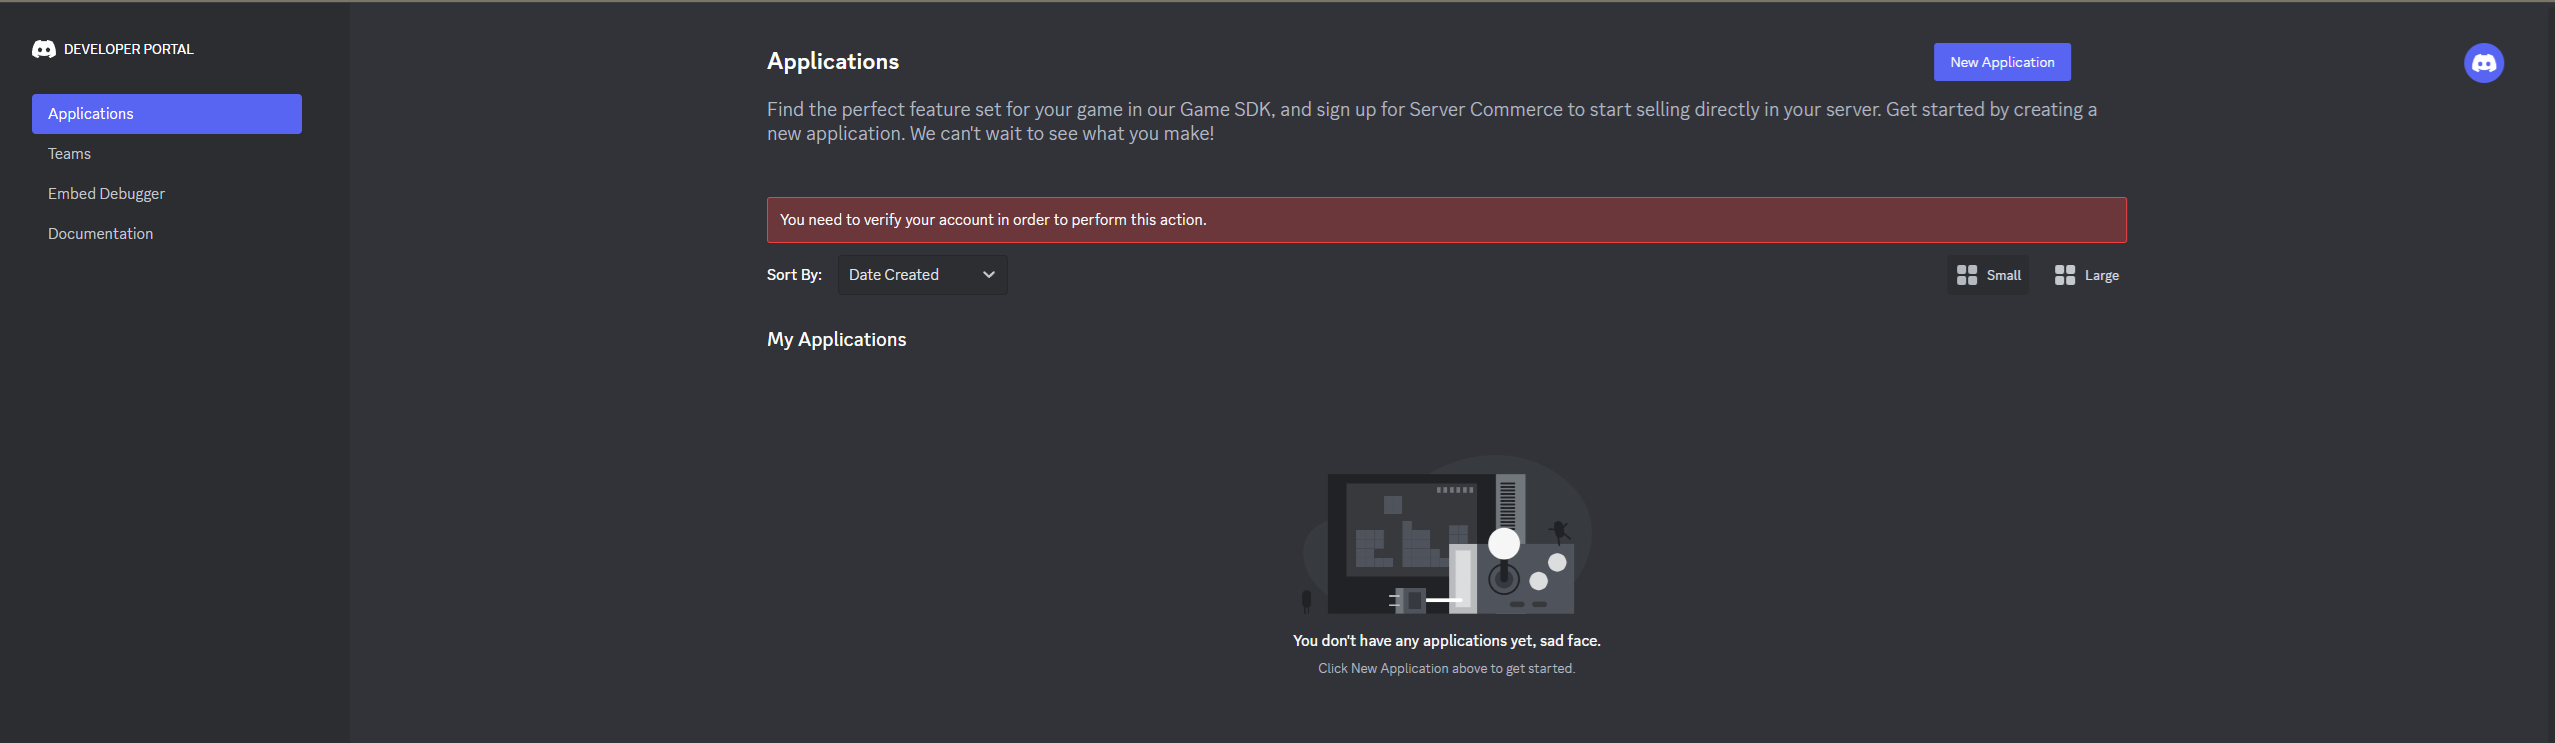 DEVELOPER PORTAL
Applications
Teams
Embed Debugger
Documentation
Applications
New Application
Find the perfect feature set for your game in our Game SDK, and sign up for Server Commerce to start selling directly in your server. Get started by creating a
new application. We can't wait to see what you make!
You need to verify your account in order to perform this action.
Sort By:
Date Created
Small
Large
My Applications
You don't have any applications yet, sad face.
Click New Application above to get started.